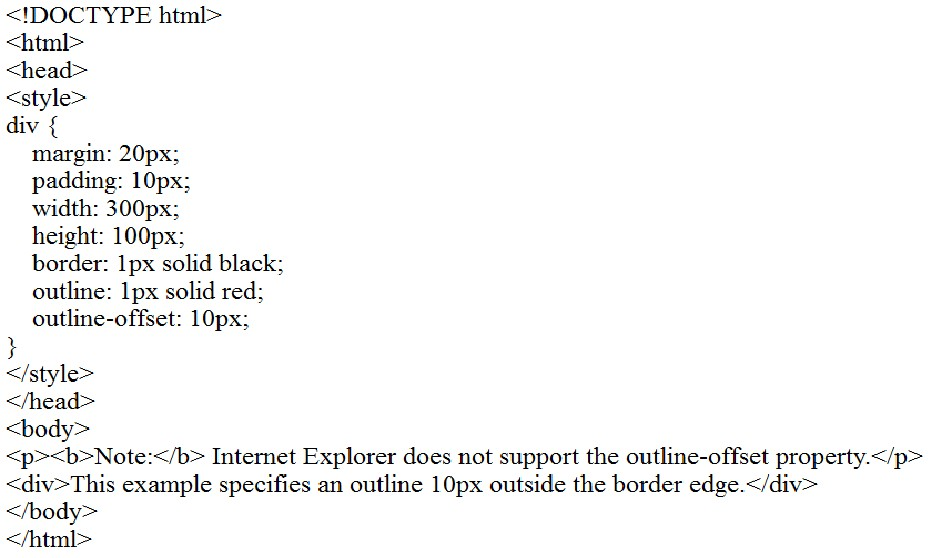 <!DOCTYPE html>
<html>
<head>
<style>
div {
    margin: 20px;
    padding: 10px;
    width: 300px;
    height: 100px;
    border: 1px solid black;
    outline: 1px solid red;
    outline-offset: 10px;
}
</style>
</head>
<body>
<p><b>Note:</b> Internet Explorer does not support the outline-offset property.</p>
<div>This example specifies an outline 10px outside the border edge.</div>
</body>
</html>